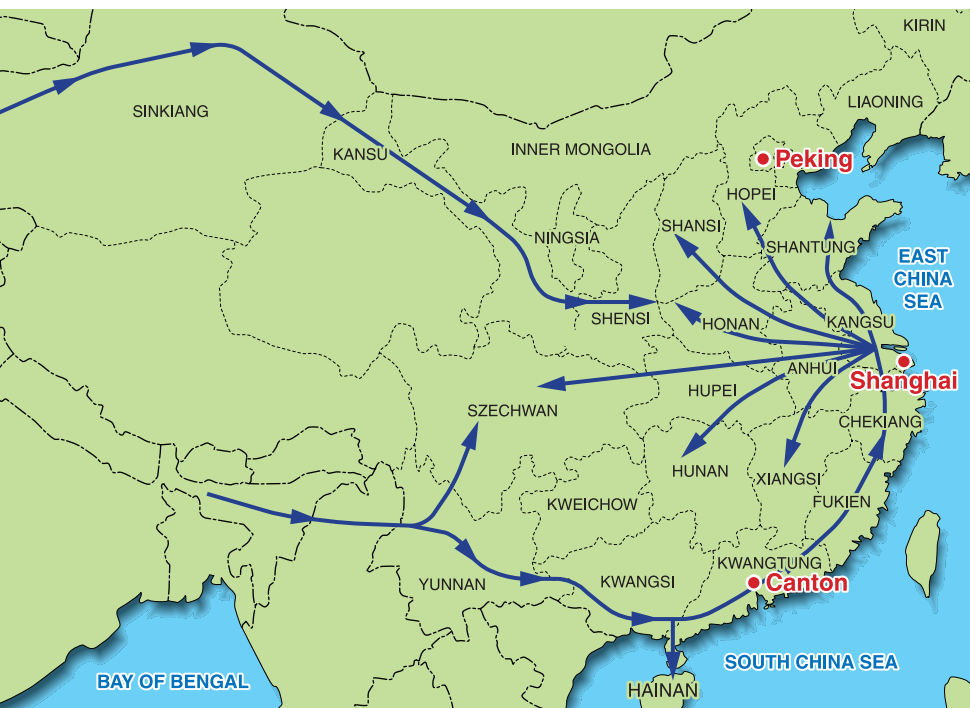 KIRIN
LIAONING
SINKIANG
KANSU
INNER MONGOLIA
Peking
HOPEI
SHANSI
NINGSIA
SHANTUNG
EAST
CHINA
SEA
SHENSI
HONAN
KANGSU
ANHUI
Shanghai
HUPEI
SZECHWAN
CHEKIANG
HUNAN
XIANGSI
KWEICHOW
FUKIEN
KWANGTUNG
YUNNAN
KWANGSI
Canton
SOUTH CHINA SEA
BAY OF BENGAL
HAINAN